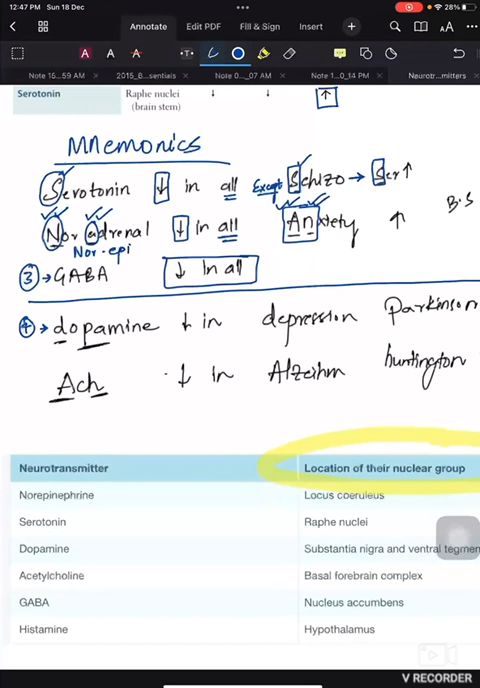 12:47 PM Sun 18 Dec
28%
Annotate Edit PDF Fill & Sign Insert
A A A T AA
Note 15...59 AM × 2015_B...sentials × Note 0..._07 AM × Note 1...0_14 PM × Neurotr...mitters ×
Serotonin Raphe nuclei ↓ ↓ ↑
(brain stem)
Mnemonics
Serotonin ↓ in all Except Schizo → Ser ↑
Nor adrenal ↓ in all Anxiety ↑ B.S
Nor-epi
③ → GABA ↓ in all
④ → dopamine ↓ in depression Parkinson
Ach ↓ in Alzeihm huntington
Neurotransmitter Location of their nuclear group
Norepinephrine Locus coeruleus
Serotonin Raphe nuclei
Dopamine Substantia nigra and ventral tegmen
Acetylcholine Basal forebrain complex
GABA Nucleus accumbens
Histamine Hypothalamus
V RECORDER